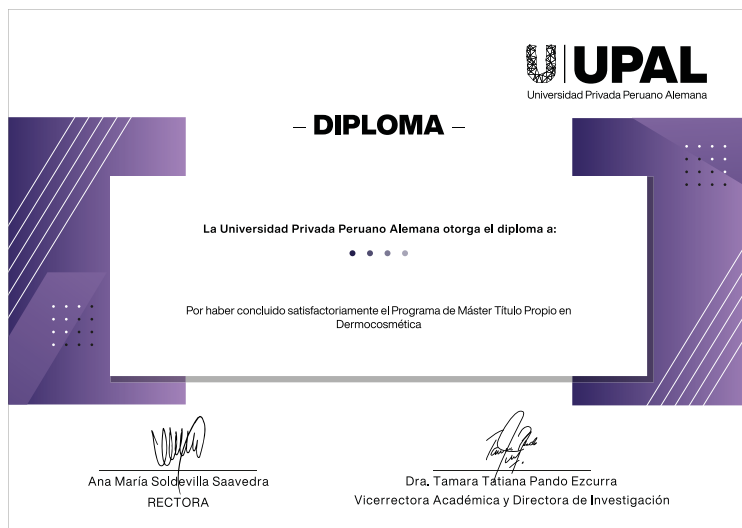 UPAL
Universidad Privada Peruano Alemana
– DIPLOMA –
La Universidad Privada Peruano Alemana otorga el diploma a:
Por haber concluido satisfactoriamente el Programa de Máster Título Propio en
Dermocosmética
Ana María Soldevilla Saavedra
RECTORA
Dra. Tamara Tatiana Pando Ezcurra
Vicerrectora Académica y Directora de Investigación